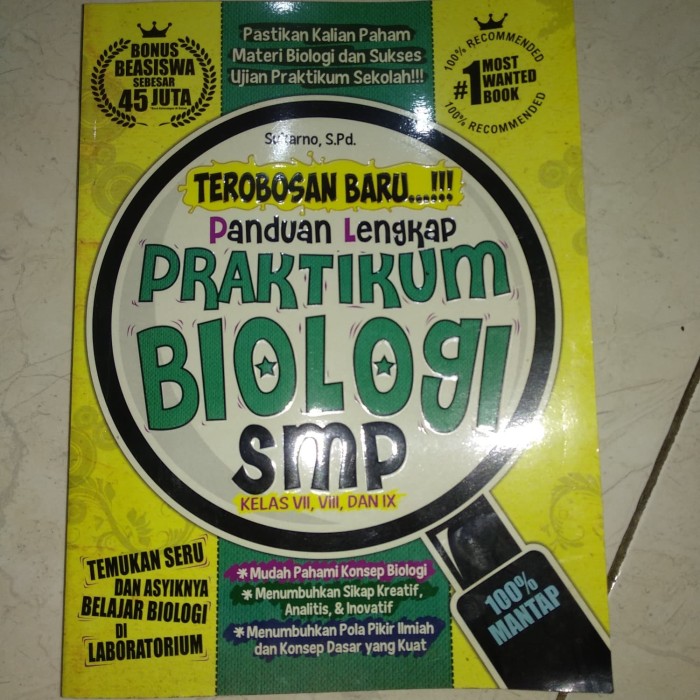 BONUS
BEASISWA
SEBESAR
45 JUTA
Pastikan Kalian Paham
Materi Biologi dan Sukses
Ujian Praktikum Sekolah!!!
100% RECOMMENDED
#1 MOST
WANTED
BOOK
100% RECOMMENDED
Sukarno, S.Pd.
TEROBOSAN BARU...!!!
Panduan Lengkap
PRAKTIKUM
BIOLOGI
SMP
KELAS VII, VIII, DAN IX
TEMUKAN SERU
DAN ASYIKNYA
BELAJAR BIOLOGI
DI
LABORATORIUM
* Mudah Pahami Konsep Biologi
* Menumbuhkan Sikap Kreatif,
Analitis, & Inovatif
* Menumbuhkan Pola Pikir Ilmiah
dan Konsep Dasar yang Kuat
100%
MANTAP